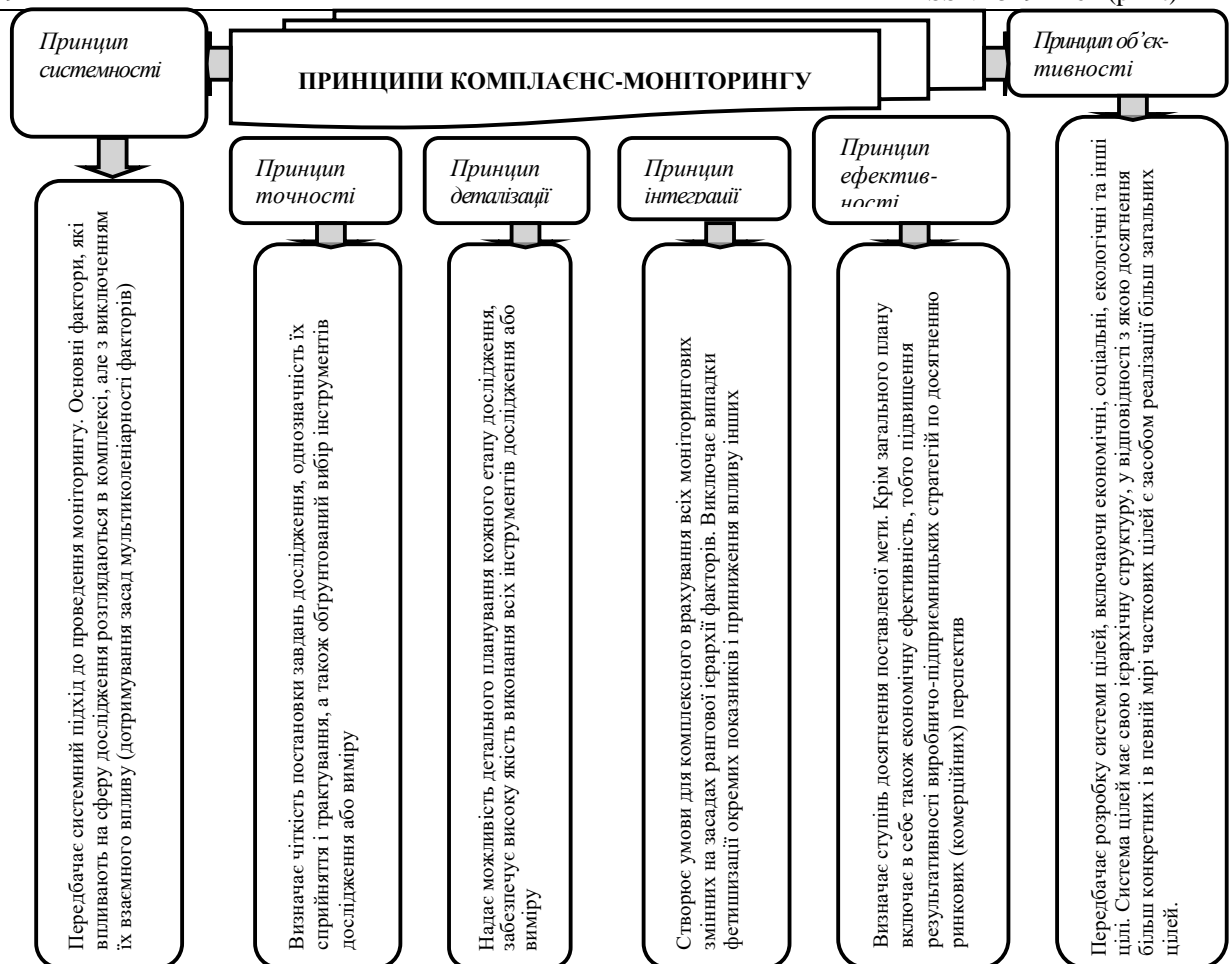 Принцип
системності
ПРИНЦИПИ КОМПЛАЄНС-МОНІТОРИНГУ
Принцип об’єк-
тивності
Принцип
точності
Принцип
деталізації
Принцип
інтеграції
Принцип
ефектив-
ності
Передбачає системний підхід до проведення моніторингу. Основні фактори, які
впливають на сферу дослідження розглядаються в комплексі, але з виключенням
їх взаємного впливу (дотримування засад мультиколеніарності факторів)
Визначає чіткість постановки завдань дослідження, однозначність їх
сприйняття і трактування, а також обґрунтований вибір інструментів
дослідження або виміру
Надає можливість детального планування кожного етапу дослідження,
забезпечує високу якість виконання всіх інструментів дослідження або
виміру
Створює умови для комплексного врахування всіх моніторингових
змінних на засадах рангової ієрархії факторів. Виключає випадки
фетишизації окремих показників і приниження впливу інших
Визначає ступінь досягнення поставленої мети. Крім загального плану
включає в себе також економічну ефективність, тобто підвищення
результативності виробничо-підприємницьких стратегій по досягненню
ринкових (комерційних) перспектив
Передбачає розробку системи цілей, включаючи економічні, соціальні, екологічні та інші
цілі. Система цілей має свою ієрархічну структуру, у відповідності з якою досягнення
більш конкретних і в певній мірі часткових цілей є засобом реалізації більш загальних
цілей.